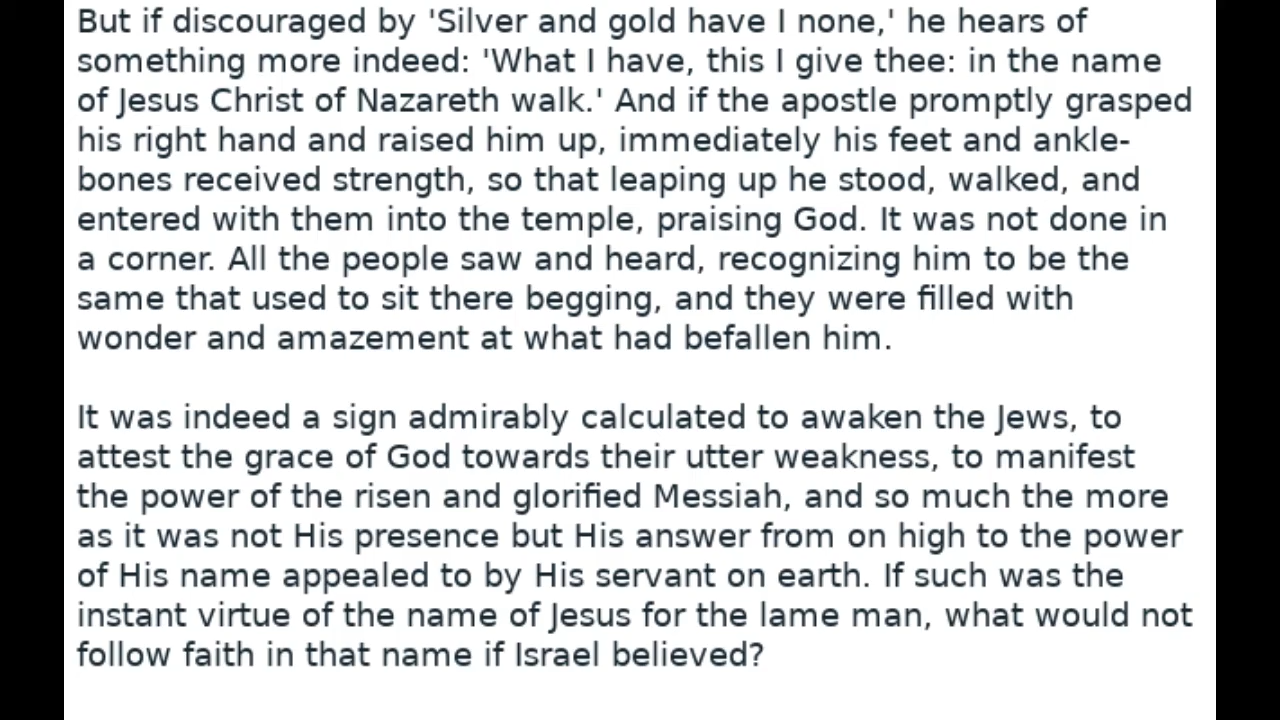 But if discouraged by 'Silver and gold have I none,' he hears of
something more indeed: 'What I have, this I give thee: in the name
of Jesus Christ of Nazareth walk.' And if the apostle promptly grasped
his right hand and raised him up, immediately his feet and ankle-
bones received strength, so that leaping up he stood, walked, and
entered with them into the temple, praising God. It was not done in
a corner. All the people saw and heard, recognizing him to be the
same that used to sit there begging, and they were filled with
wonder and amazement at what had befallen him.
It was indeed a sign admirably calculated to awaken the Jews, to
attest the grace of God towards their utter weakness, to manifest
the power of the risen and glorified Messiah, and so much the more
as it was not His presence but His answer from on high to the power
of His name appealed to by His servant on earth. If such was the
instant virtue of the name of Jesus for the lame man, what would not
follow faith in that name if Israel believed?